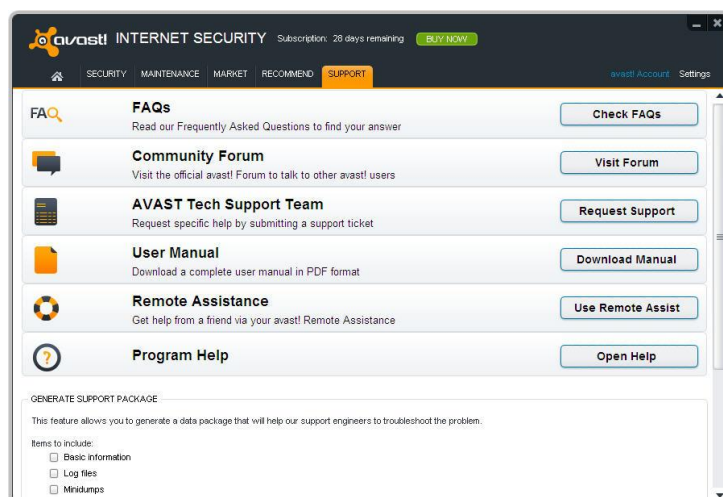 avast! INTERNET SECURITY Subscription: 28 days remaining BUY NOW
SECURITY MAINTENANCE MARKET RECOMMEND SUPPORT avast! Account Settings
FAQ FAQs Check FAQs
Read our Frequently Asked Questions to find your answer
Community Forum Visit Forum
Visit the official avast! Forum to talk to other avast! users
AVAST Tech Support Team Request Support
Request specific help by submitting a support ticket
User Manual Download Manual
Download a complete user manual in PDF format
Remote Assistance Use Remote Assist
Get help from a friend via your avast! Remote Assistance
? Program Help Open Help
GENERATE SUPPORT PACKAGE
This feature allows you to generate a data package that will help our support engineers to troubleshoot the problem.
Items to include:
Basic information
Log files
Minidumps